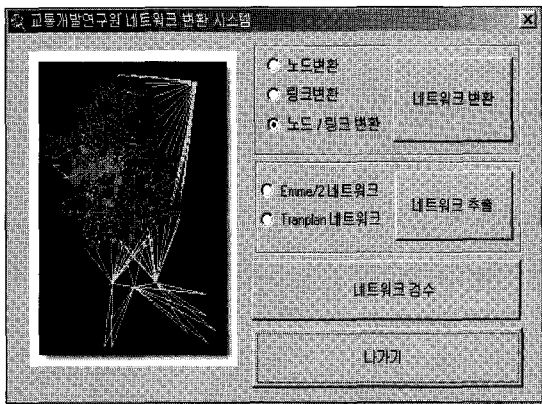 교통개발연구원 네트워크 변환 시스템
노드변환
링크변환
노드 / 링크 변환
네트워크 변환
Emme/2 네트워크
Tranplan 네트워크
네트워크 추출
네트워크 검수
나가기